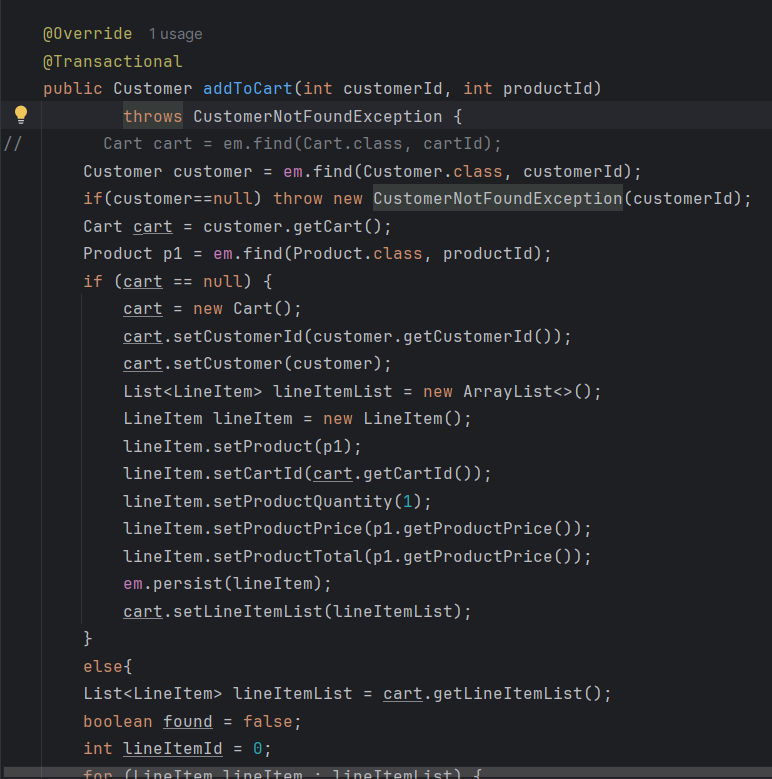 @Override 1 usage
@Transactional
public Customer addToCart(int customerId, int productId)
throws CustomerNotFoundException {
// Cart cart = em.find(Cart.class, cartId);
Customer customer = em.find(Customer.class, customerId);
if(customer==null) throw new CustomerNotFoundException(customerId);
Cart cart = customer.getCart();
Product p1 = em.find(Product.class, productId);
if (cart == null) {
cart = new Cart();
cart.setCustomerId(customer.getCustomerId());
cart.setCustomer(customer);
List<LineItem> lineItemList = new ArrayList<>();
LineItem lineItem = new LineItem();
lineItem.setProduct(p1);
lineItem.setCartId(cart.getCartId());
lineItem.setProductQuantity(1);
lineItem.setProductPrice(p1.getProductPrice());
lineItem.setProductTotal(p1.getProductPrice());
em.persist(lineItem);
cart.setLineItemList(lineItemList);
}
else{
List<LineItem> lineItemList = cart.getLineItemList();
boolean found = false;
int lineItemId = 0;
for (LineItem lineItem : lineItemList) {